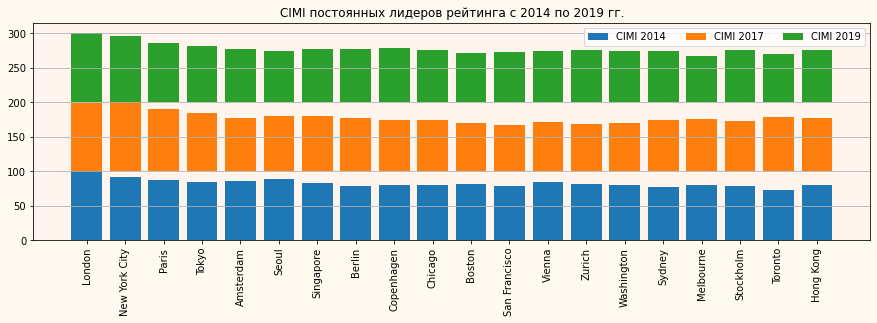 CIMI постоянных лидеров рейтинга с 2014 по 2019 гг.
CIMI 2014 CIMI 2017 CIMI 2019
300
250
200
150
100
50
0
London
New York City
Paris
Tokyo
Amsterdam
Seoul
Singapore
Berlin
Copenhagen
Chicago
Boston
San Francisco
Vienna
Zurich
Washington
Sydney
Melbourne
Stockholm
Toronto
Hong Kong